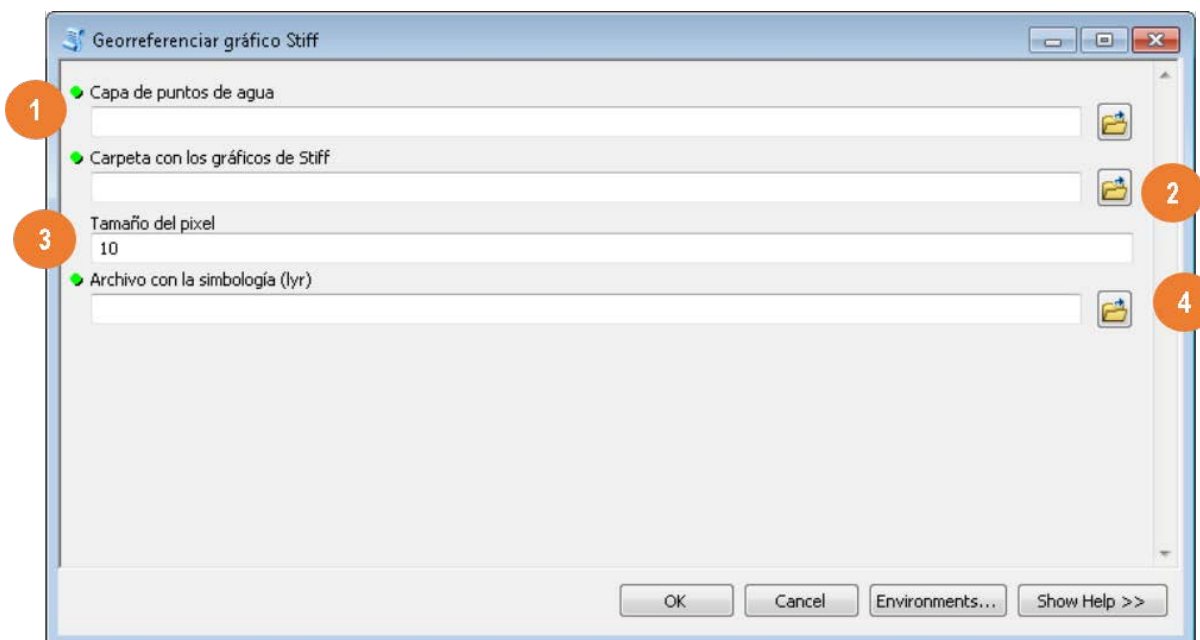 Georreferenciar gráfico Stiff
1
Capa de puntos de agua
Carpeta con los gráficos de Stiff
2
3
Tamaño del pixel
10
Archivo con la simbología (lyr)
4
OK
Cancel
Environments...
Show Help >>